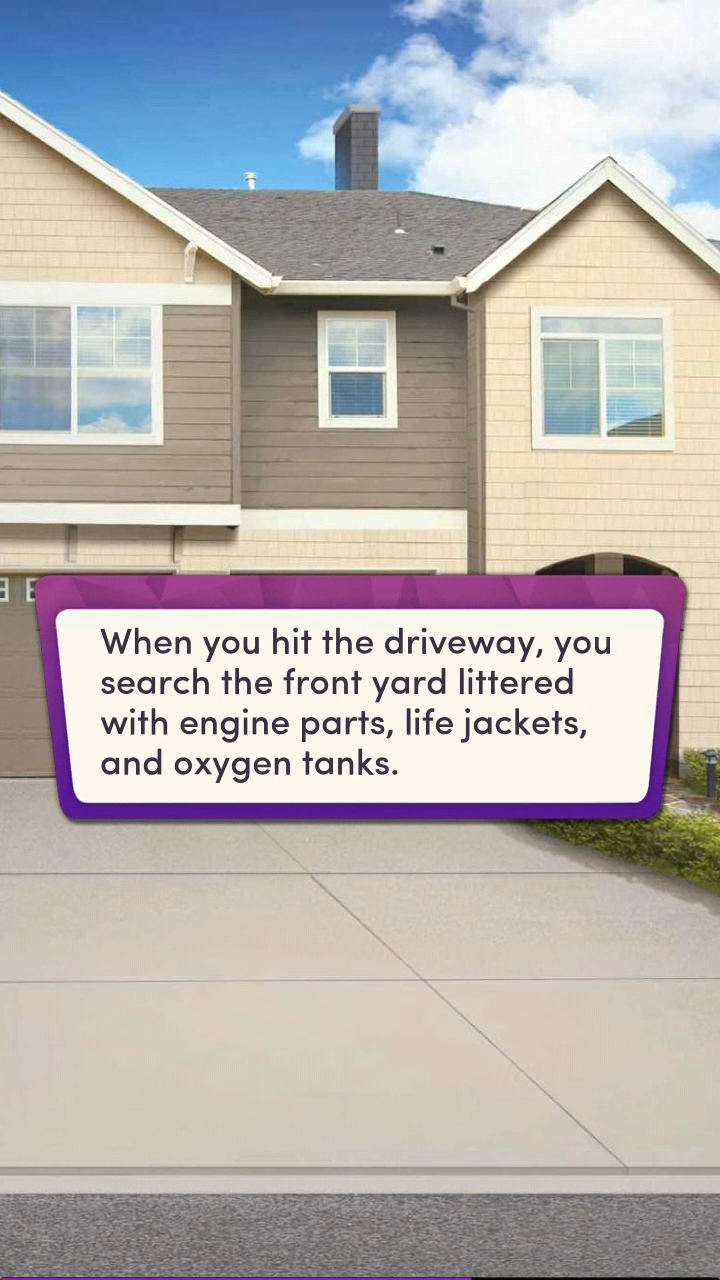 When you hit the driveway, you
search the front yard littered
with engine parts, life jackets,
and oxygen tanks.